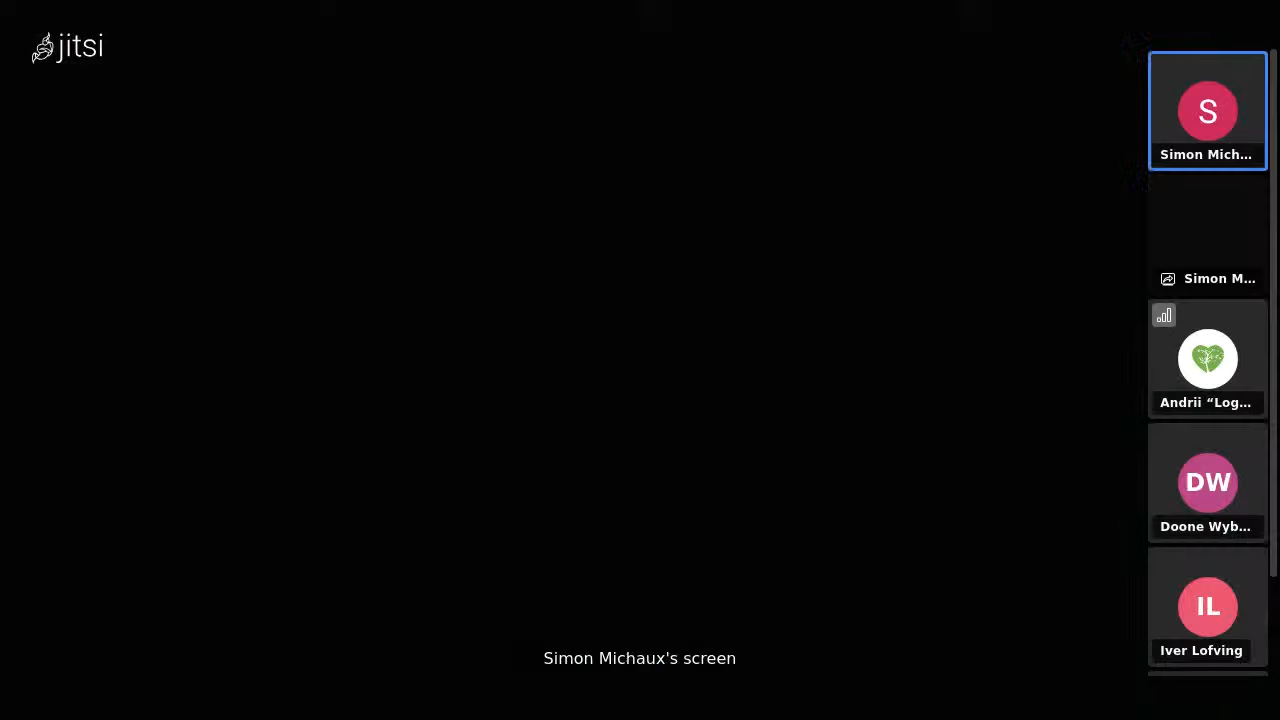 jitsi
S
Simon Mich...
Simon M...
Andrii “Log...
DW
Doone Wyb...
IL
Iver Lofving
Simon Michaux's screen